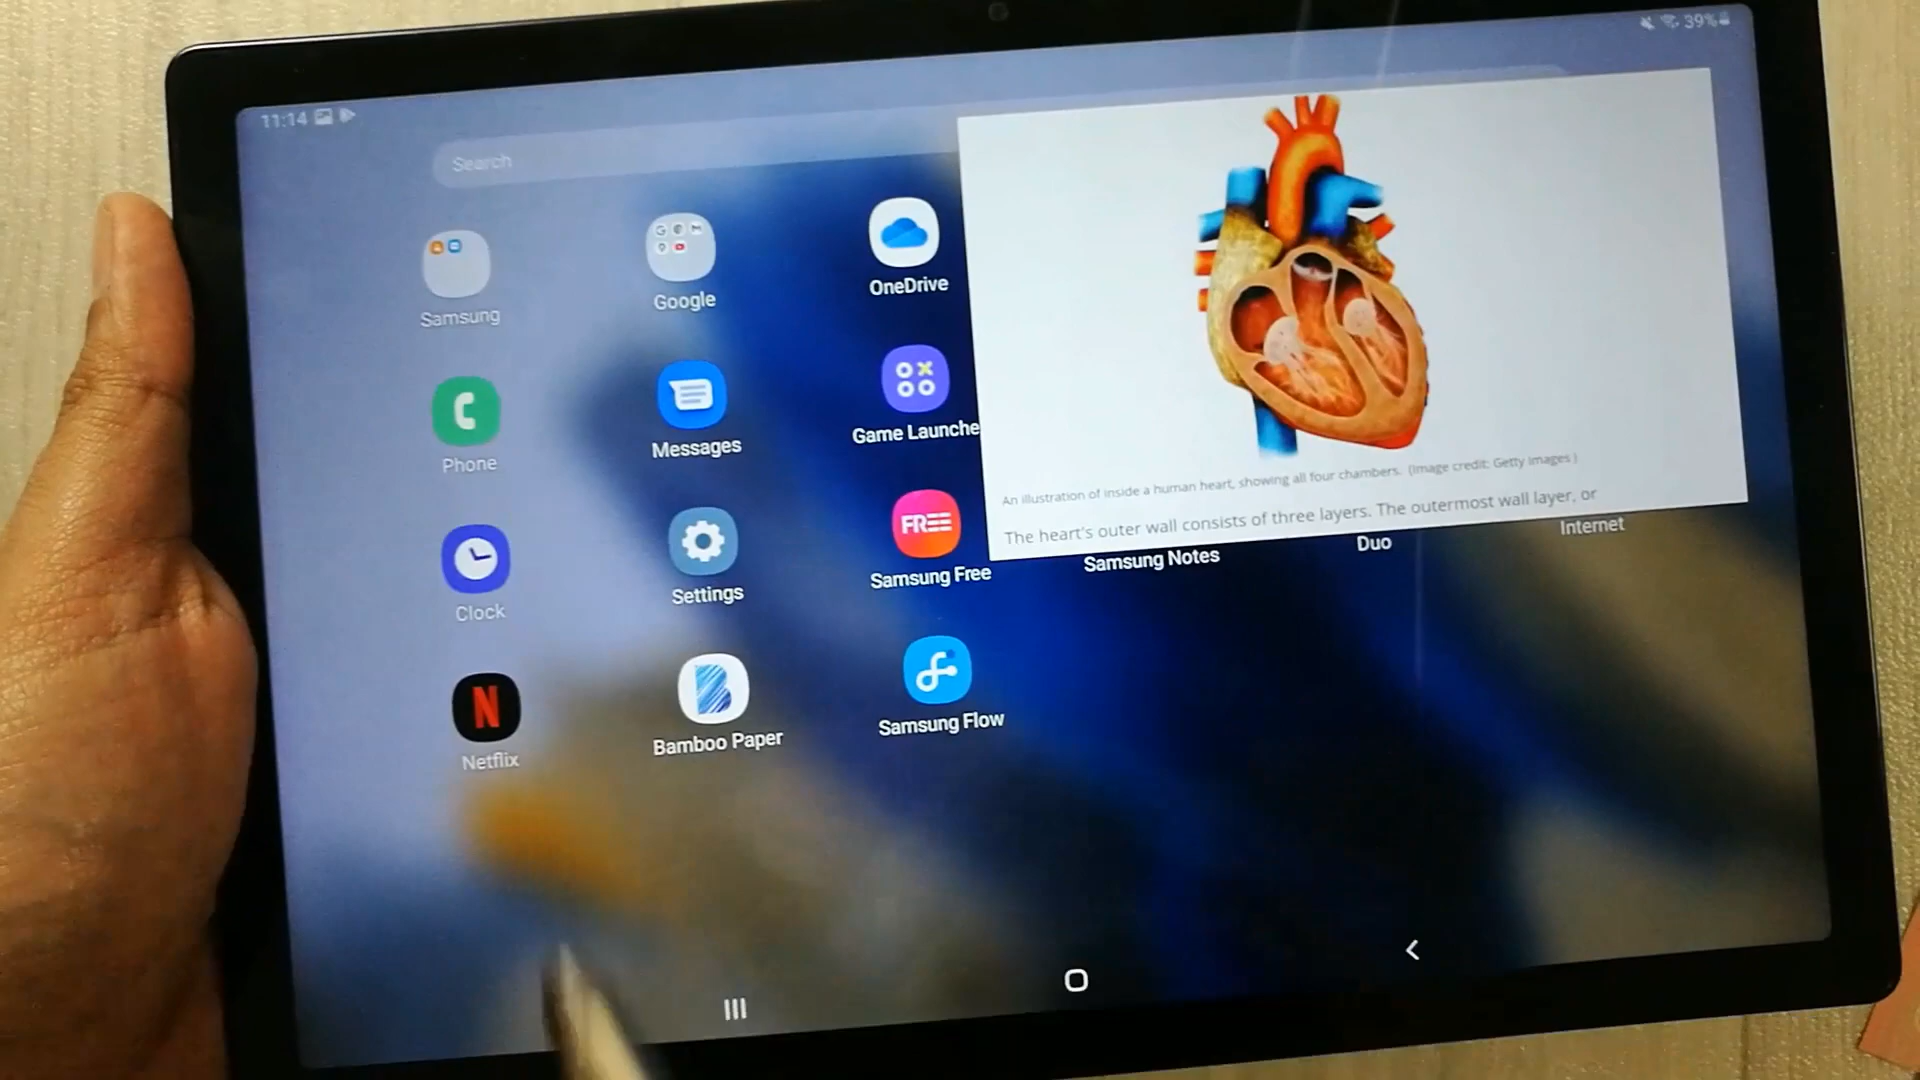 11:14
39%
Search
Samsung
Google
OneDrive
Phone
Messages
Game Launche
An illustration of inside a human heart, showing all four chambers. (Image credit: Getty Images )
The heart's outer wall consists of three layers. The outermost wall layer, or
Clock
Settings
FREE
Samsung Free
Samsung Notes
Duo
Internet
N
Netflix
Bamboo Paper
Samsung Flow